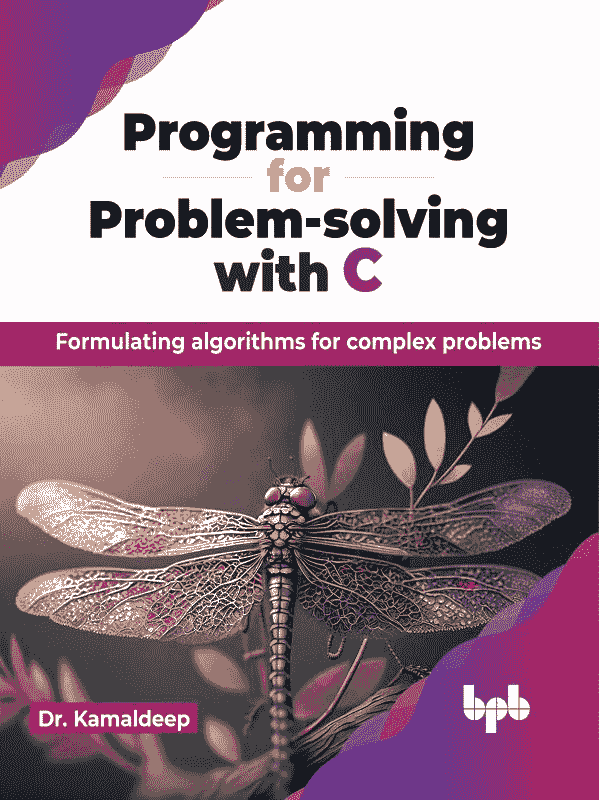 Programming
for
Problem-solving
with C
Formulating algorithms for complex problems
Dr. Kamaldeep
bpb